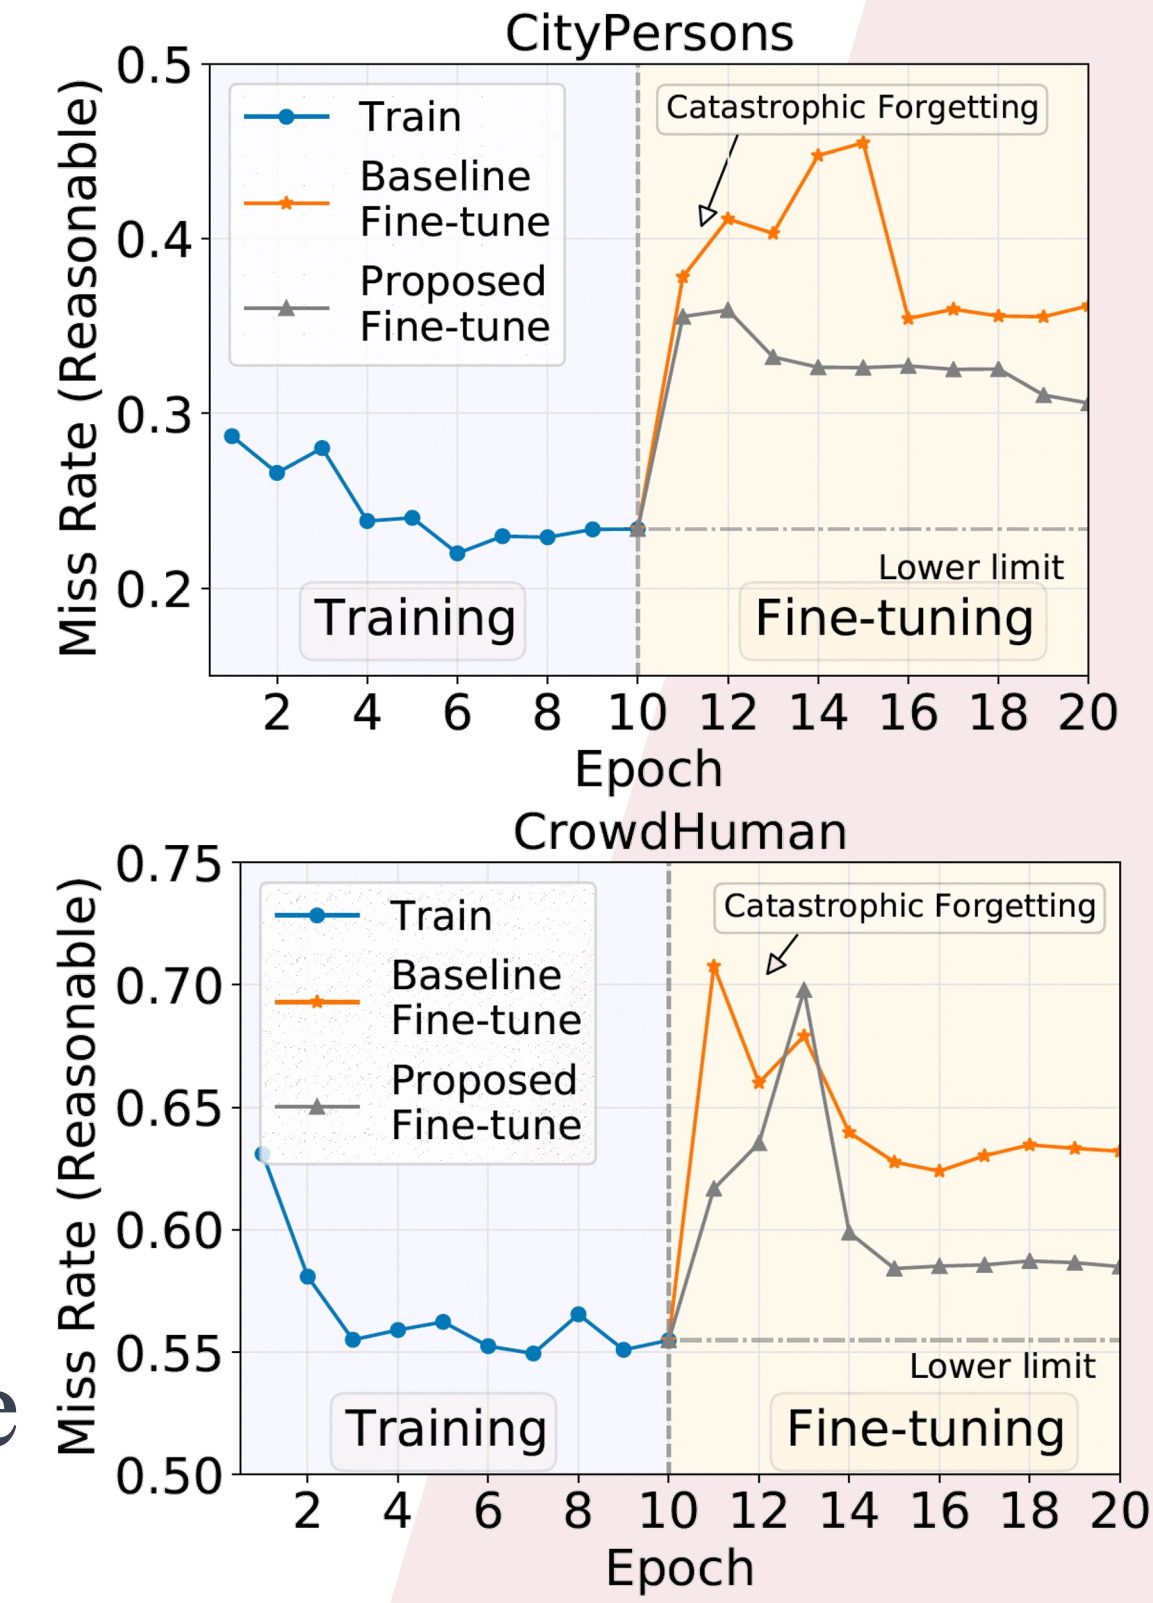 CityPersons
0.5
0.4
0.3
0.2
Miss Rate (Reasonable)
Train
Baseline
Fine-tune
Proposed
Fine-tune
Catastrophic Forgetting
Lower limit
Training
Fine-tuning
2 4 6 8 10 12 14 16 18 20
Epoch
CrowdHuman
0.75
0.70
0.65
0.60
0.55
0.50
Miss Rate (Reasonable)
Train
Baseline
Fine-tune
Proposed
Fine-tune
Catastrophic Forgetting
Lower limit
Training
Fine-tuning
e
2 4 6 8 10 12 14 16 18 20
Epoch